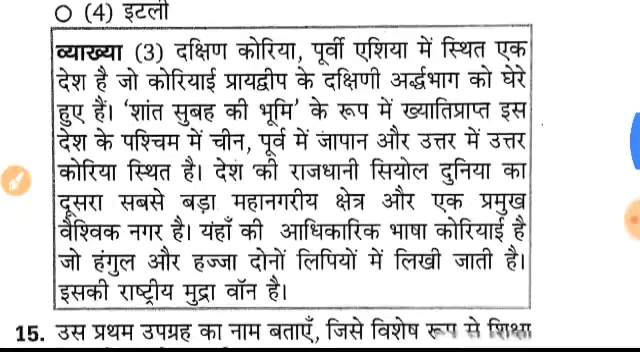 O (4) इटली
व्याख्या (3) दक्षिण कोरिया, पूर्वी एशिया में स्थित एक
देश है जो कोरियाई प्रायद्वीप के दक्षिणी अर्द्धभाग को घेरे
हुए हैं। ‘शांत सुबह की भूमि’ के रूप में ख्यातिप्राप्त इस
देश के पश्चिम में चीन, पूर्व में जापान और उत्तर में उत्तर
कोरिया स्थित है। देश की राजधानी सियोल दुनिया का
दूसरा सबसे बड़ा महानगरीय क्षेत्र और एक प्रमुख
वैश्विक नगर है। यंहाँ की आधिकारिक भाषा कोरियाई है
जो हंगुल और हज्जा दोनों लिपियों में लिखी जाती है।
इसकी राष्ट्रीय मुद्रा वॉन है।
15. उस प्रथम उपग्रह का नाम बताएँ, जिसे विशेष रूप से शिक्षा